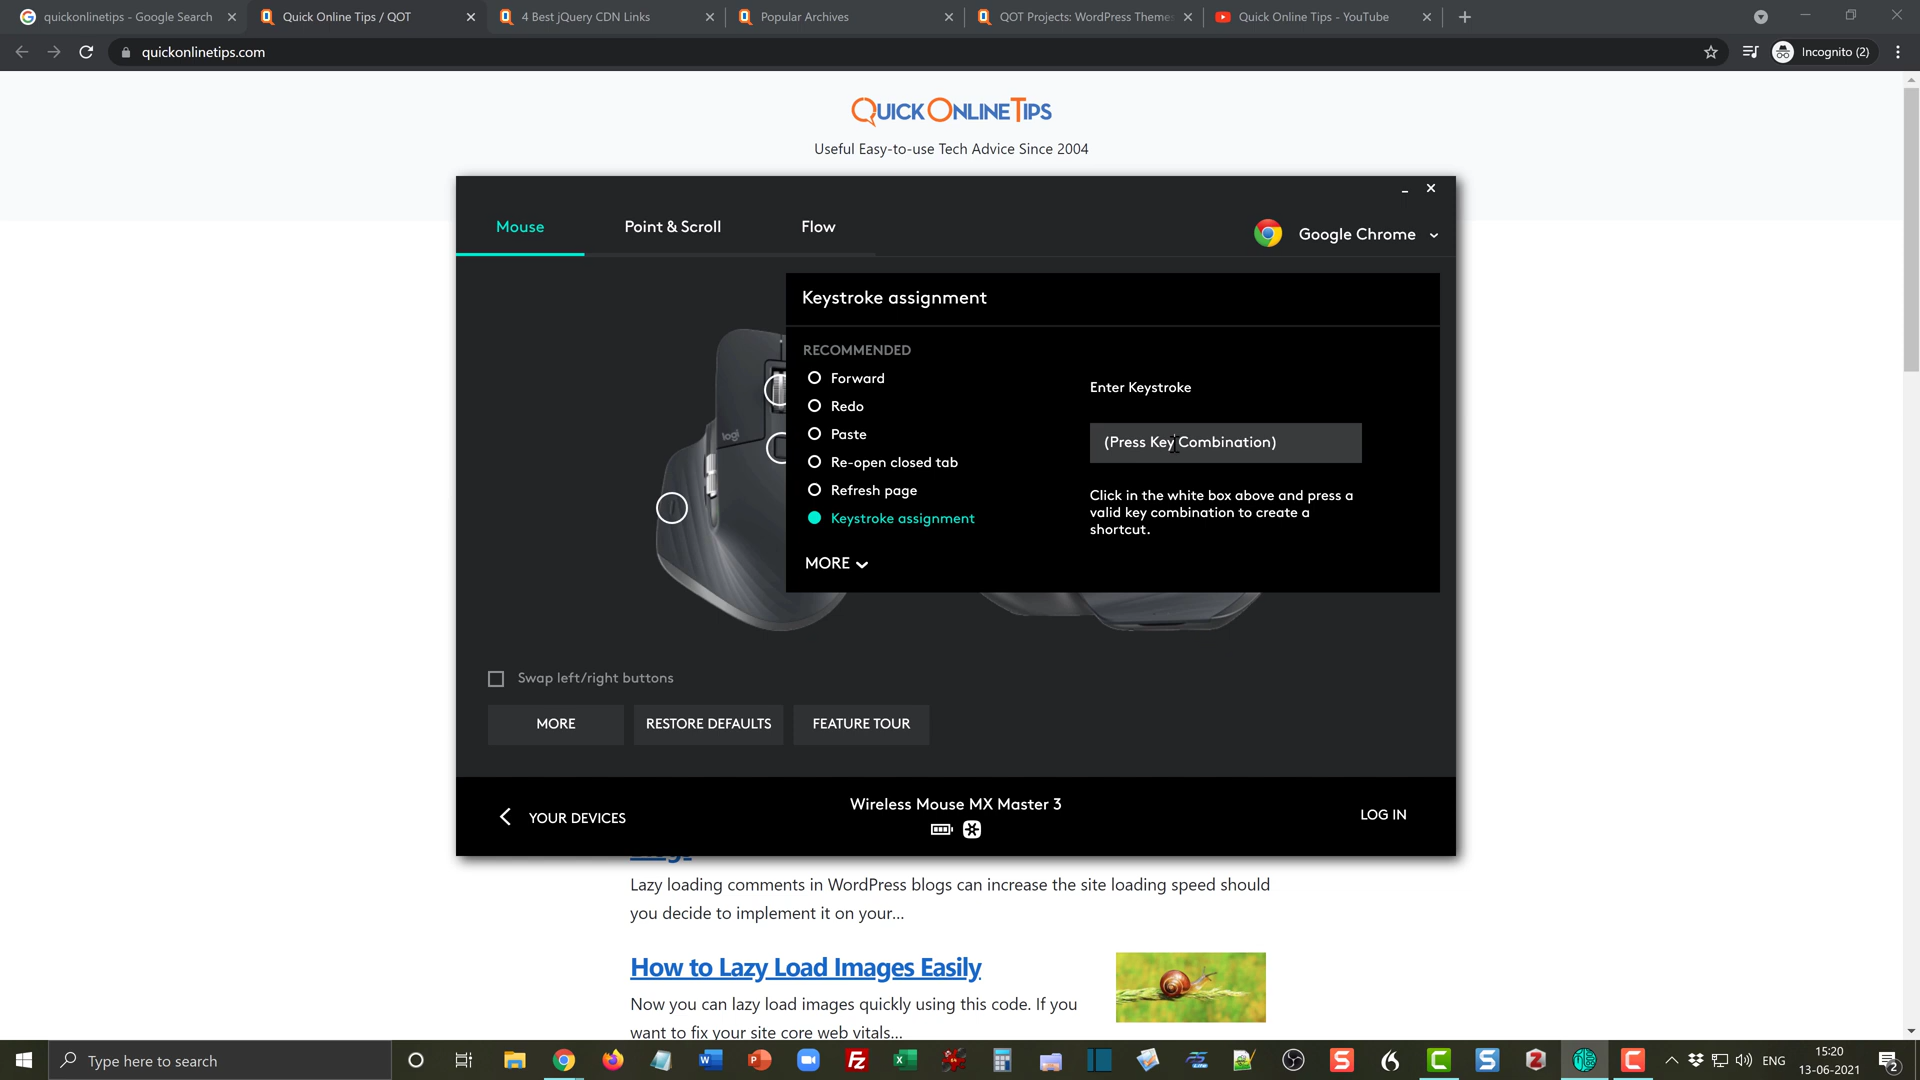 quickonlinetips - Google Search
Quick Online Tips / QOT
4 Best jQuery CDN Links
Popular Archives
QOT Projects: WordPress Themes
Quick Online Tips - YouTube
quickonlinetips.com
Incognito (2)
QUICKONLINETIPS
Useful Easy-to-use Tech Advice Since 2004
Mouse
Point & Scroll
Flow
Google Chrome
Keystroke assignment
RECOMMENDED
Forward
Redo
Paste
Re-open closed tab
Refresh page
Keystroke assignment
MORE
Enter Keystroke
(Press Key Combination)
Click in the white box above and press a
valid key combination to create a
shortcut.
logi
Swap left/right buttons
MORE
RESTORE DEFAULTS
FEATURE TOUR
YOUR DEVICES
Wireless Mouse MX Master 3
LOG IN
Lazy loading comments in WordPress blogs can increase the site loading speed should
you decide to implement it on your...
How to Lazy Load Images Easily
Now you can lazy load images quickly using this code. If you
want to fix your site core web vitals...
Type here to search
ENG
15:20
13-06-2021
2